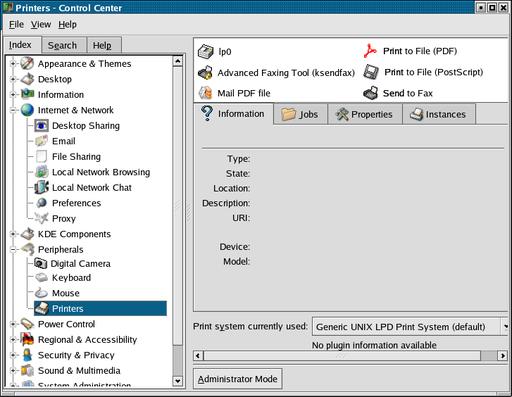 Printers - Control Center
File View Help
Index Search Help
Appearance & Themes
Desktop
Information
Internet & Network
Desktop Sharing
Email
File Sharing
Local Network Browsing
Local Network Chat
Preferences
Proxy
KDE Components
Peripherals
Digital Camera
Keyboard
Mouse
Printers
Power Control
Regional & Accessibility
Security & Privacy
Sound & Multimedia
System Administration
lp0
Print to File (PDF)
Advanced Faxing Tool (ksendfax)
Print to File (PostScript)
Mail PDF file
Send to Fax
Information Jobs Properties Instances
Type:
State:
Location:
Description:
URI:
Device:
Model:
Print system currently used: Generic UNIX LPD Print System (default)
No plugin information available
Administrator Mode